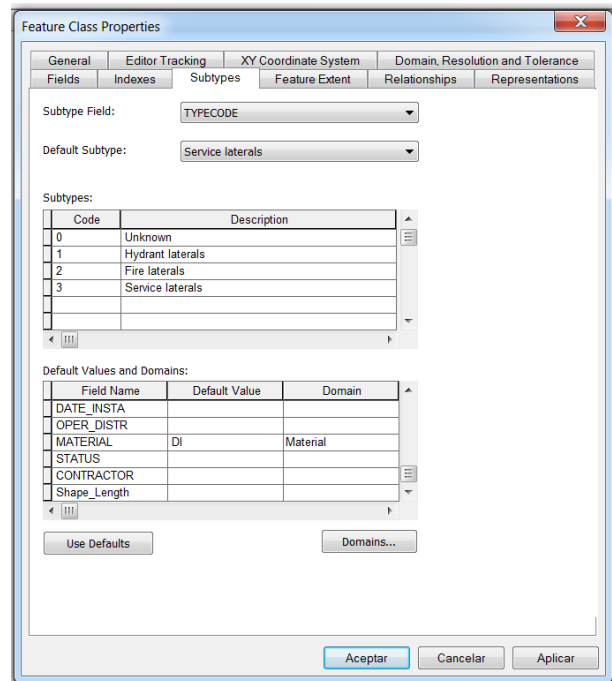 Feature Class Properties
General Editor Tracking XY Coordinate System Domain, Resolution and Tolerance
Fields Indexes Subtypes Feature Extent Relationships Representations
Subtype Field: TYPECODE
Default Subtype: Service laterals
Subtypes:
Code Description
0 Unknown
1 Hydrant laterals
2 Fire laterals
3 Service laterals
Default Values and Domains:
Field Name Default Value Domain
DATE_INSTA
OPER_DISTR
MATERIAL DI Material
STATUS
CONTRACTOR
Shape_Length
Use Defaults Domains...
Aceptar Cancelar Aplicar